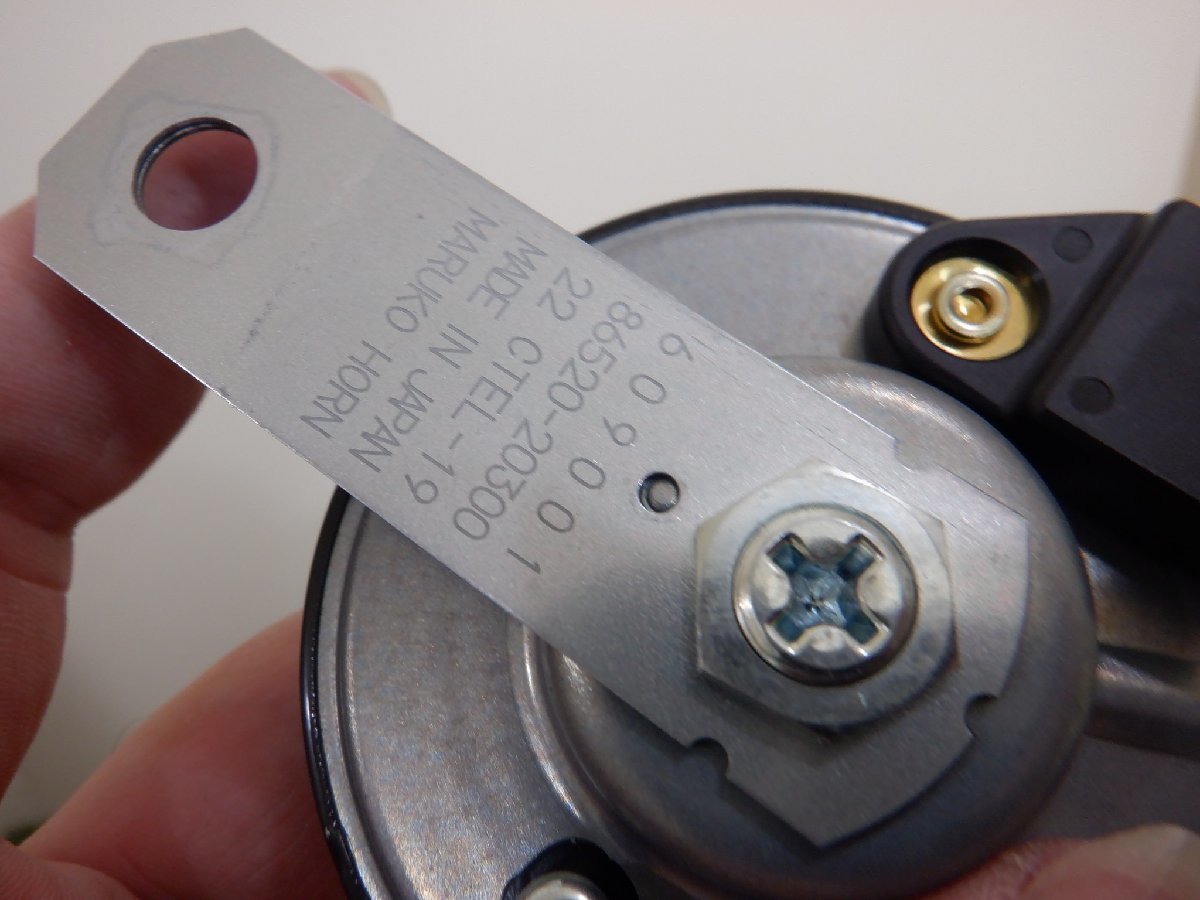 6 0 9 0 0 1
86520-20300
22 CTEL -19
MADE IN JAPAN
MARUKO HORN